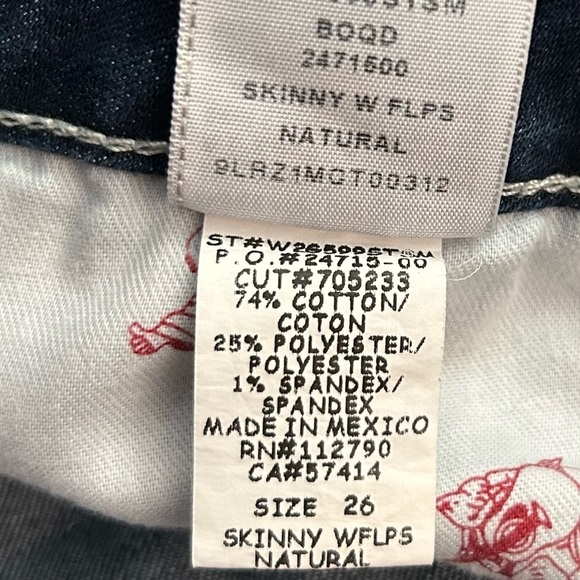 BOQD
2471500
SKINNY W FLPS
NATURAL
9LRZ1MCT00312
P.O.#24715-00
CUT#705233
74% COTTON/
COTON
25% POLYESTER/
POLYESTER
1% SPANDEX/
SPANDEX
MADE IN MEXICO
RN#112790
CA#57414
SIZE 26
SKINNY WFLPS
NATURAL